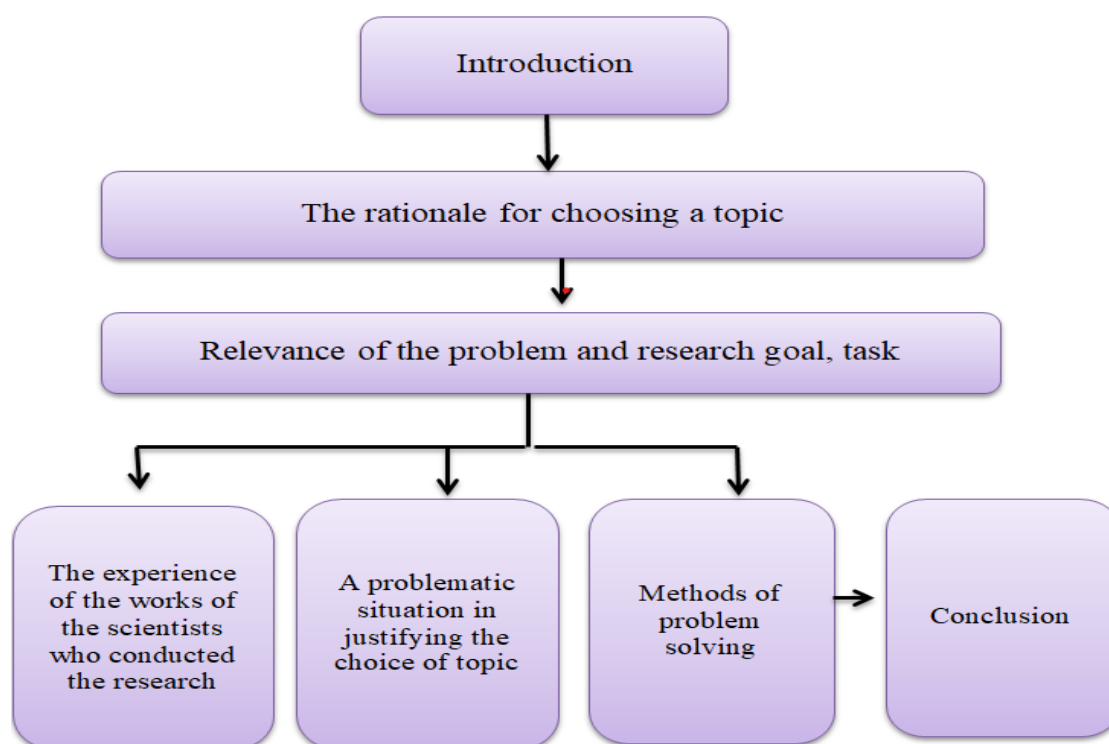 Introduction
The rationale for choosing a topic
Relevance of the problem and research goal, task
The experience
of the works of
the scientists
who conducted
the research
A problematic
situation in
justifying the
choice of topic
Methods of
problem
solving
Conclusion